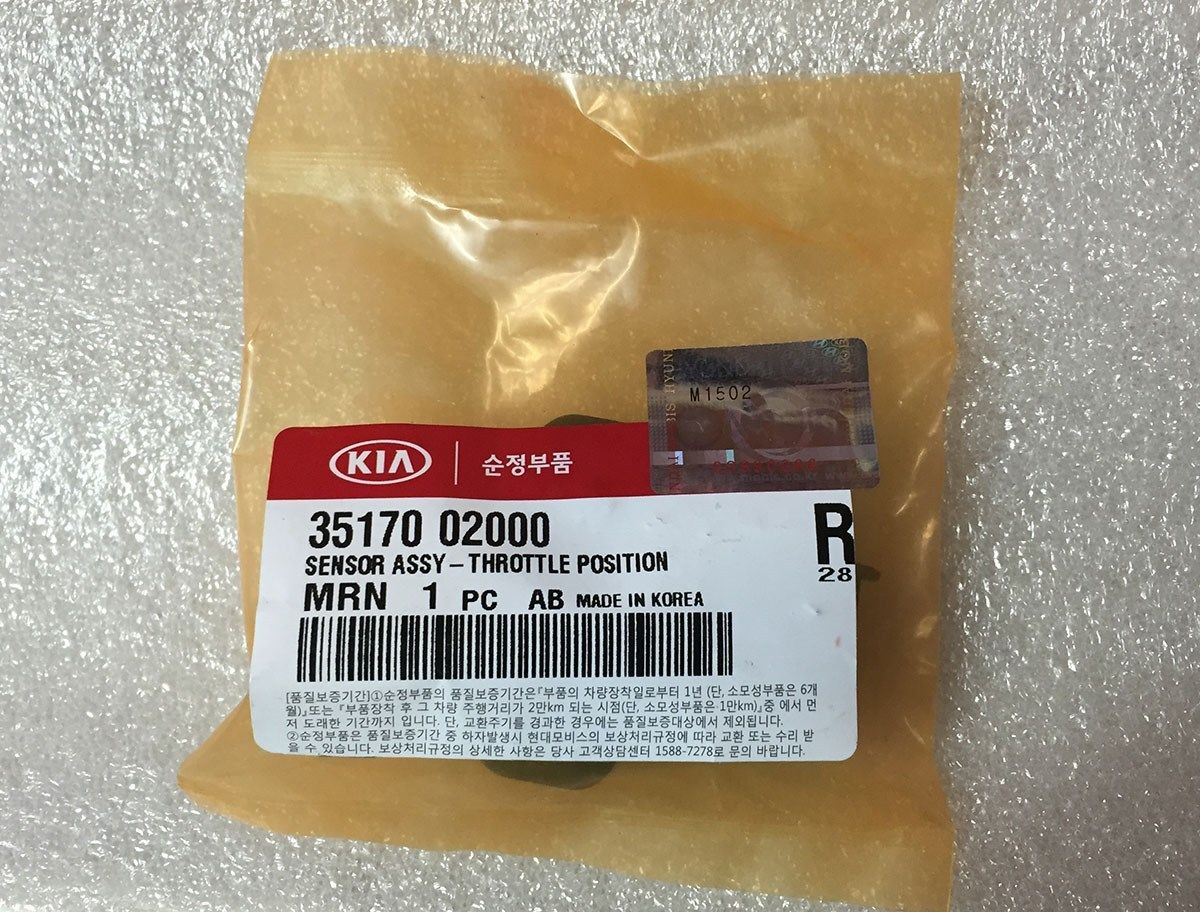 M1502
KIA 순정부품
35170 02000
R
SENSOR ASSY – THROTTLE POSITION
28
MRN 1 PC AB MADE IN KOREA
[품질보증기간]①순정부품의 품질보증기간은『부품의 차량장착일로부터 1년 (단, 소모성부품은 6개
월)』또는 『부품장착 후 그 차량 주행거리가 2만km 되는 시점(단, 소모성부품은 1만km)』중 에서 먼
저 도래한 기간까지 입니다. 단, 교환주기를 경과한 경우에는 품질보증대상에서 제외됩니다.
②순정부품은 품질보증기간 중 하자발생시 현대모비스의 보상처리규정에 따라 교환 또는 수리 받
을 수 있습니다. 보상처리규정의 상세한 사항은 당사 고객상담센터 1588-7278로 문의 바랍니다.